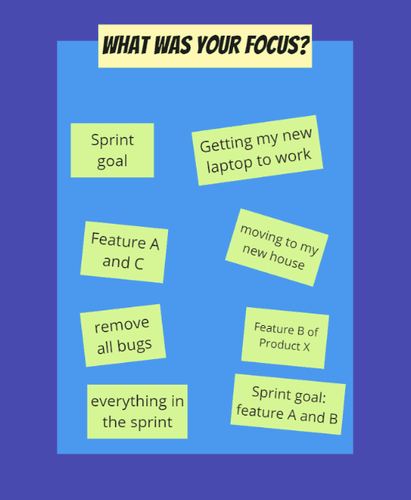 WHAT WAS YOUR FOCUS?
Sprint
goal
Getting my new
laptop to work
Feature A
and C
moving to my
new house
remove
all bugs
Feature B of
Product X
everything in
the sprint
Sprint goal:
feature A and B